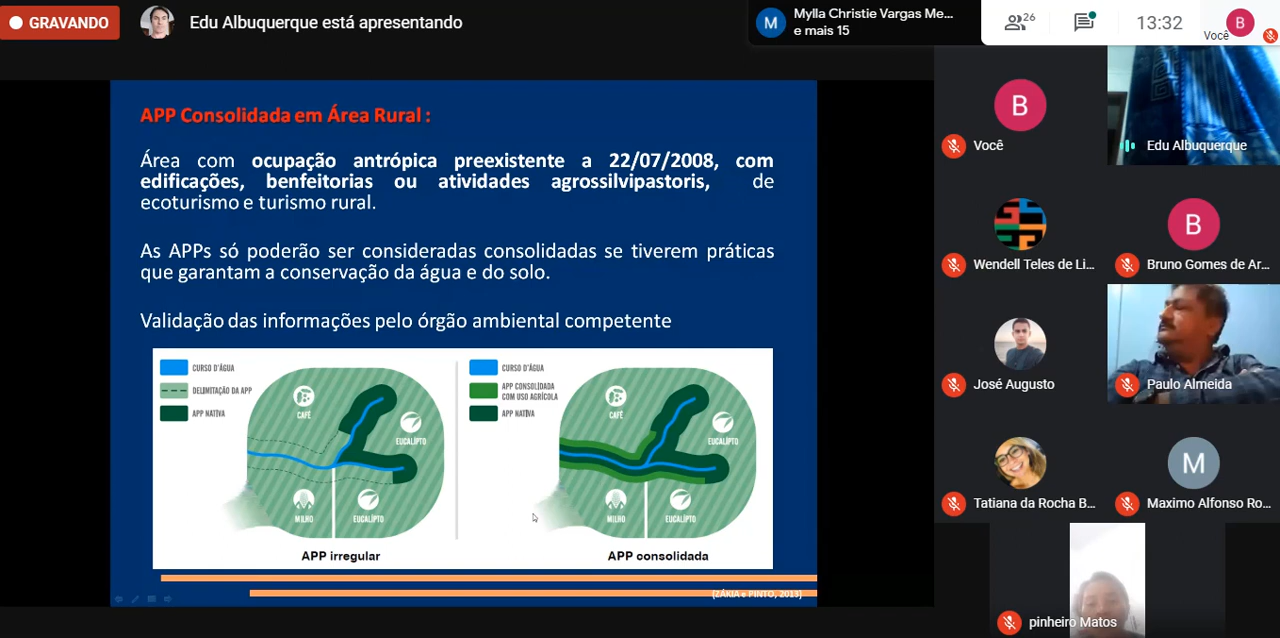 GRAVANDO
Edu Albuquerque está apresentando
M
Mylla Christie Vargas Me...
e mais 15
26
13:32
Você
B
APP Consolidada em Área Rural :
Área com ocupação antrópica preexistente a 22/07/2008, com
edificações, benfeitorias ou atividades agrossilvipastoris, de
ecoturismo e turismo rural.
As APPs só poderão ser consideradas consolidadas se tiverem práticas
que garantam a conservação da água e do solo.
Validação das informações pelo órgão ambiental competente
CURSO D'ÁGUA
DELIMITAÇÃO DA APP
APP NATIVA
CAFÉ
EUCALÍPTO
MILHO
EUCALÍPTO
APP irregular
CURSO D'ÁGUA
APP CONSOLIDADA
COM USO AGRÍCOLA
APP NATIVA
CAFÉ
EUCALÍPTO
MILHO
EUCALÍPTO
APP consolidada
(ZÁKIA e PINTO, 2013)
B
Você
Edu Albuquerque
Wendell Teles de Li...
B
Bruno Gomes de Ar...
José Augusto
Paulo Almeida
Tatiana da Rocha B...
M
Maximo Alfonso Ro...
pinheiro Matos